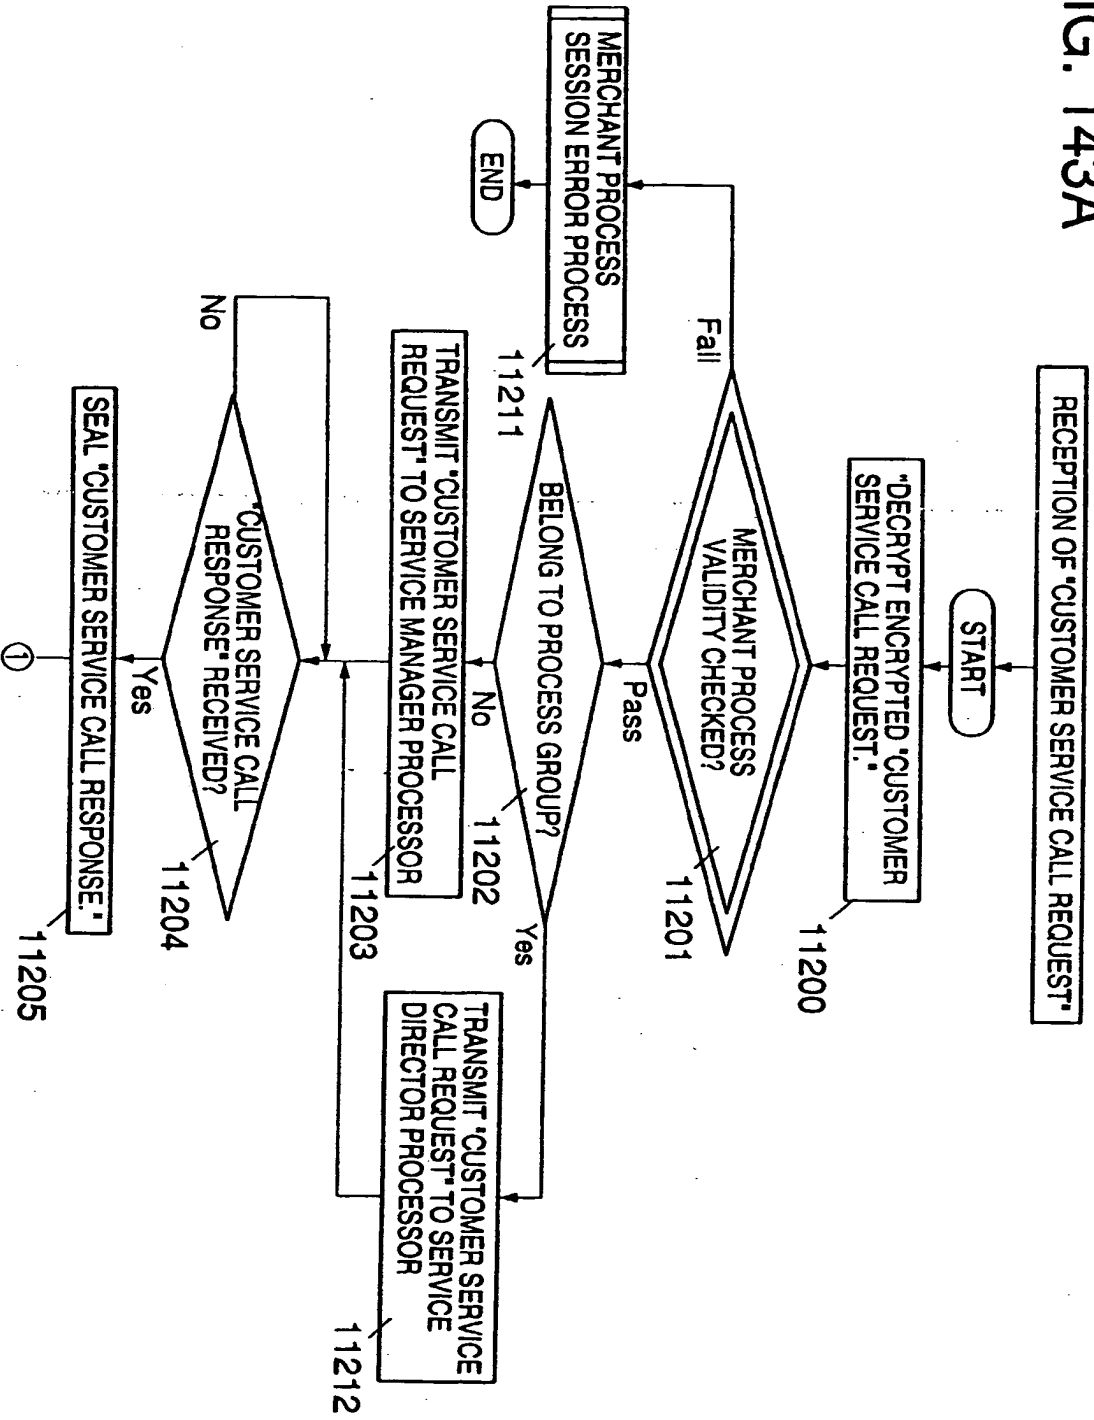 IG. 143A
RECEPTION OF "CUSTOMER SERVICE CALL REQUEST"
START
"DECRYPT ENCRYPTED "CUSTOMER
SERVICE CALL REQUEST."
11200
MERCHANT PROCESS
VALIDITY CHECKED?
11201
Fail
Pass
MERCHANT PROCESS
SESSION ERROR PROCESS
11211
END
BELONG TO PROCESS GROUP?
11202
Yes
No
TRANSMIT "CUSTOMER SERVICE CALL
REQUEST" TO SERVICE MANAGER PROCESSOR
11203
TRANSMIT "CUSTOMER SERVICE
CALL REQUEST" TO SERVICE
DIRECTOR PROCESSOR
11212
"CUSTOMER SERVICE CALL
RESPONSE" RECEIVED?
11204
No
Yes
SEAL "CUSTOMER SERVICE CALL RESPONSE."
11205
1